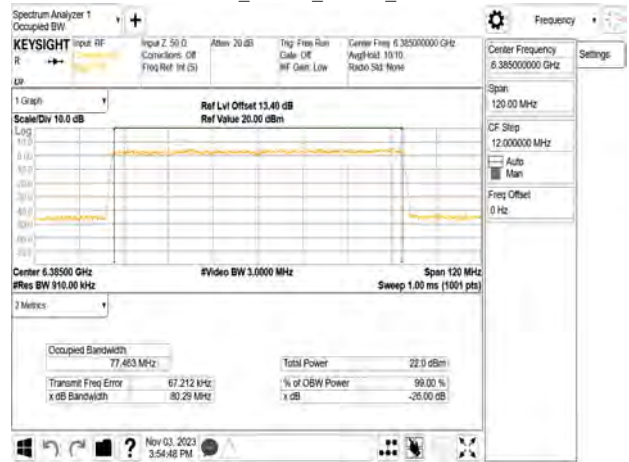 Spectrum Analyzer 1
Occupied BW
Frequency
KEYSIGHT
Input: RF
Input Z: 50 Ω
Atten: 20 dB
Trig: Free Run
Center Freq: 6.385000000 GHz
R
Corrections: Off
Gate: Off
Avg|Hold: 10/10
Freq Ref: Int (S)
#IF Gain: Low
Radio Std: None
Center Frequency
6.385000000 GHz
Settings
Span
120.00 MHz
CF Step
12.000000 MHz
Auto
Man
Freq Offset
0 Hz
1 Graph
Ref Lvl Offset 13.40 dB
Scale/Div 10.0 dB
Ref Value 20.00 dBm
Log
10.0
0.00
Center 6.38500 GHz
#Video BW 3.0000 MHz
Span 120 MHz
#Res BW 910.00 kHz
Sweep 1.00 ms (1001 pts)
2 Metrics
Occupied Bandwidth
77.463 MHz
Total Power
22.0 dBm
Transmit Freq Error
67.212 kHz
% of OBW Power
99.00 %
x dB Bandwidth
80.29 MHz
x dB
-26.00 dB
?
Nov 03, 2023
3:54:48 PM